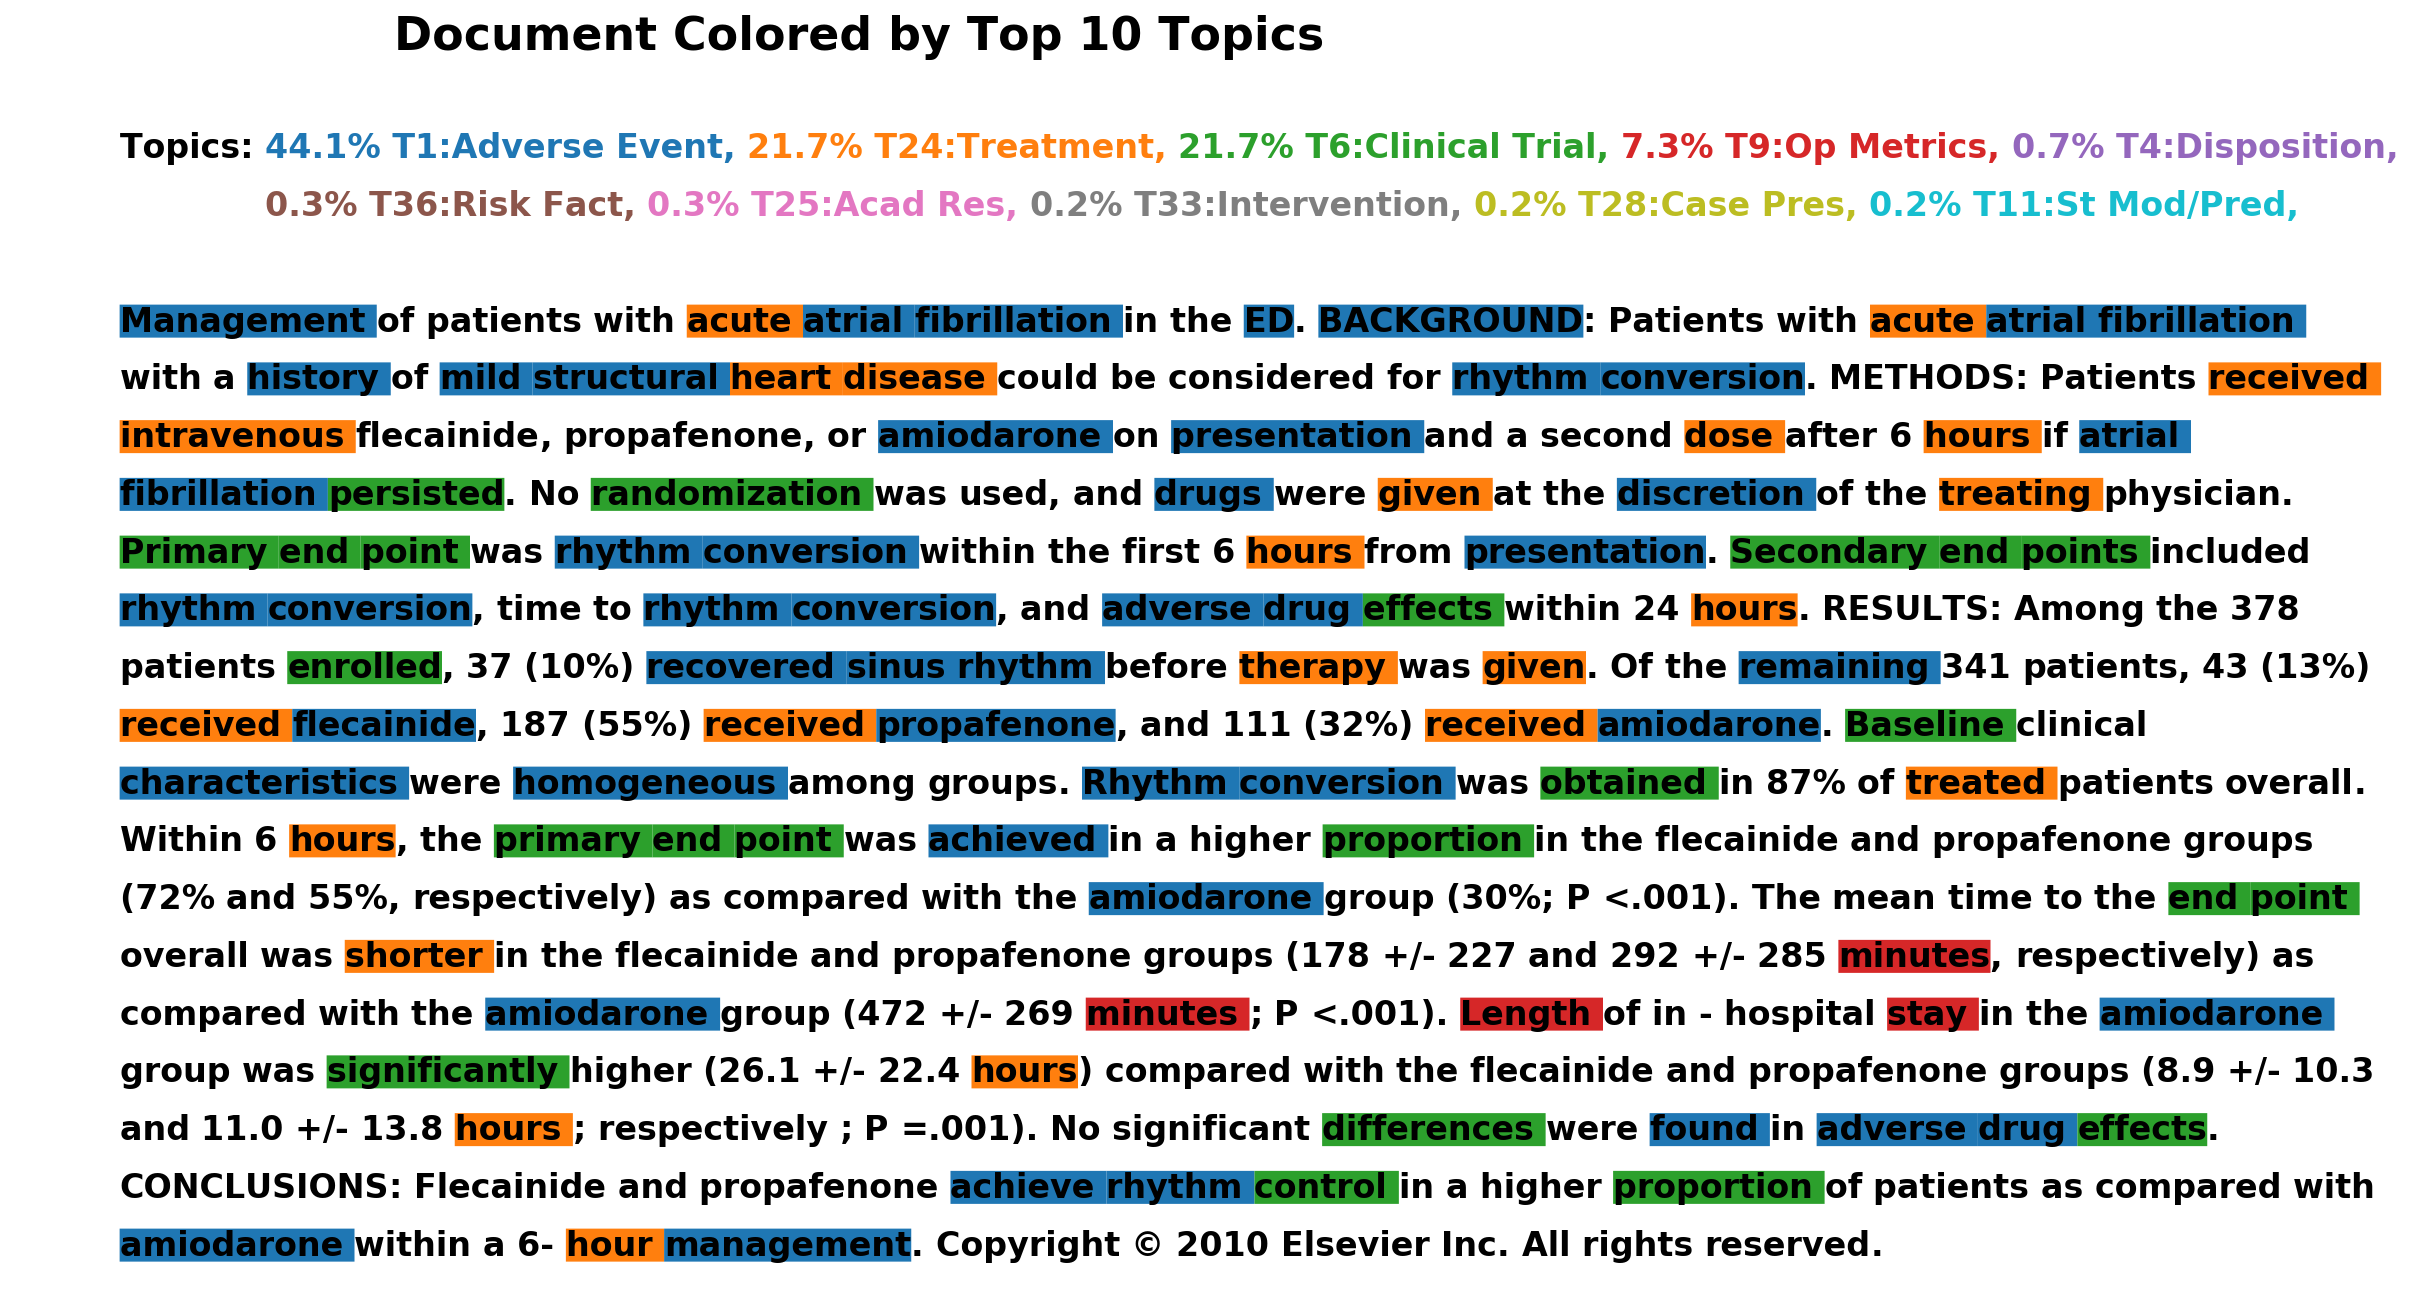 Document Colored by Top 10 Topics
Topics: 44.1% T1:Adverse Event, 21.7% T24:Treatment, 21.7% T6:Clinical Trial, 7.3% T9:Op Metrics, 0.7% T4:Disposition,
0.3% T36:Risk Fact, 0.3% T25:Acad Res, 0.2% T33:Intervention, 0.2% T28:Case Pres, 0.2% T11:St Mod/Pred,
Management of patients with acute atrial fibrillation in the ED. BACKGROUND: Patients with acute atrial fibrillation
with a history of mild structural heart disease could be considered for rhythm conversion. METHODS: Patients received
intravenous flecainide, propafenone, or amiodarone on presentation and a second dose after 6 hours if atrial
fibrillation persisted. No randomization was used, and drugs were given at the discretion of the treating physician.
Primary end point was rhythm conversion within the first 6 hours from presentation. Secondary end points included
rhythm conversion, time to rhythm conversion, and adverse drug effects within 24 hours. RESULTS: Among the 378
patients enrolled, 37 (10%) recovered sinus rhythm before therapy was given. Of the remaining 341 patients, 43 (13%)
received flecainide, 187 (55%) received propafenone, and 111 (32%) received amiodarone. Baseline clinical
characteristics were homogeneous among groups. Rhythm conversion was obtained in 87% of treated patients overall.
Within 6 hours, the primary end point was achieved in a higher proportion in the flecainide and propafenone groups
(72% and 55%, respectively) as compared with the amiodarone group (30%; P <.001). The mean time to the end point
overall was shorter in the flecainide and propafenone groups (178 +/- 227 and 292 +/- 285 minutes, respectively) as
compared with the amiodarone group (472 +/- 269 minutes ; P <.001). Length of in - hospital stay in the amiodarone
group was significantly higher (26.1 +/- 22.4 hours) compared with the flecainide and propafenone groups (8.9 +/- 10.3
and 11.0 +/- 13.8 hours ; respectively ; P =.001). No significant differences were found in adverse drug effects.
CONCLUSIONS: Flecainide and propafenone achieve rhythm control in a higher proportion of patients as compared with
amiodarone within a 6- hour management. Copyright © 2010 Elsevier Inc. All rights reserved.